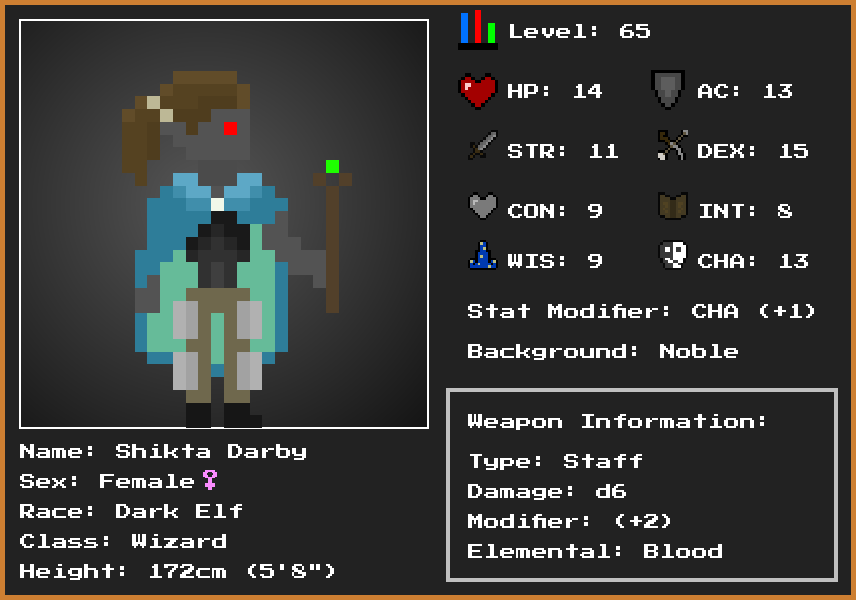 Level: 65
HP: 14
AC: 13
STR: 11
DEX: 15
CON: 9
INT: 8
WIS: 9
CHA: 13
Stat Modifier: CHA (+1)
Background: Noble
Weapon Information:
Type: Staff
Damage: d6
Modifier: (+2)
Elemental: Blood
Name: Shikta Darby
Sex: Female♀
Race: Dark Elf
Class: Wizard
Height: 172cm (5'8")